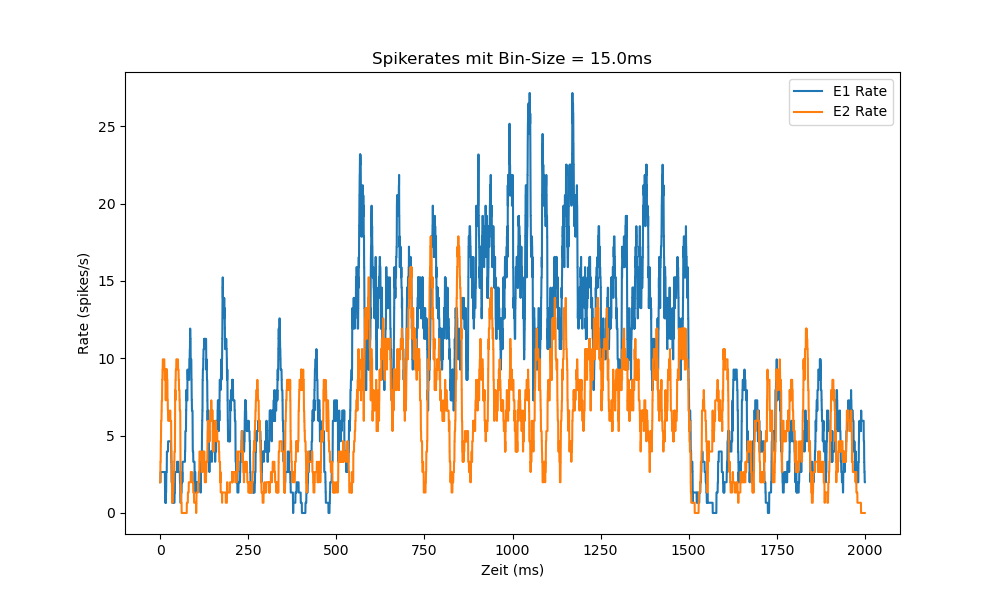 Spikerates mit Bin-Size = 15.0ms
E1 Rate
E2 Rate
Rate (spikes/s)
25
20
15
10
5
0
0 250 500 750 1000 1250 1500 1750 2000
Zeit (ms)